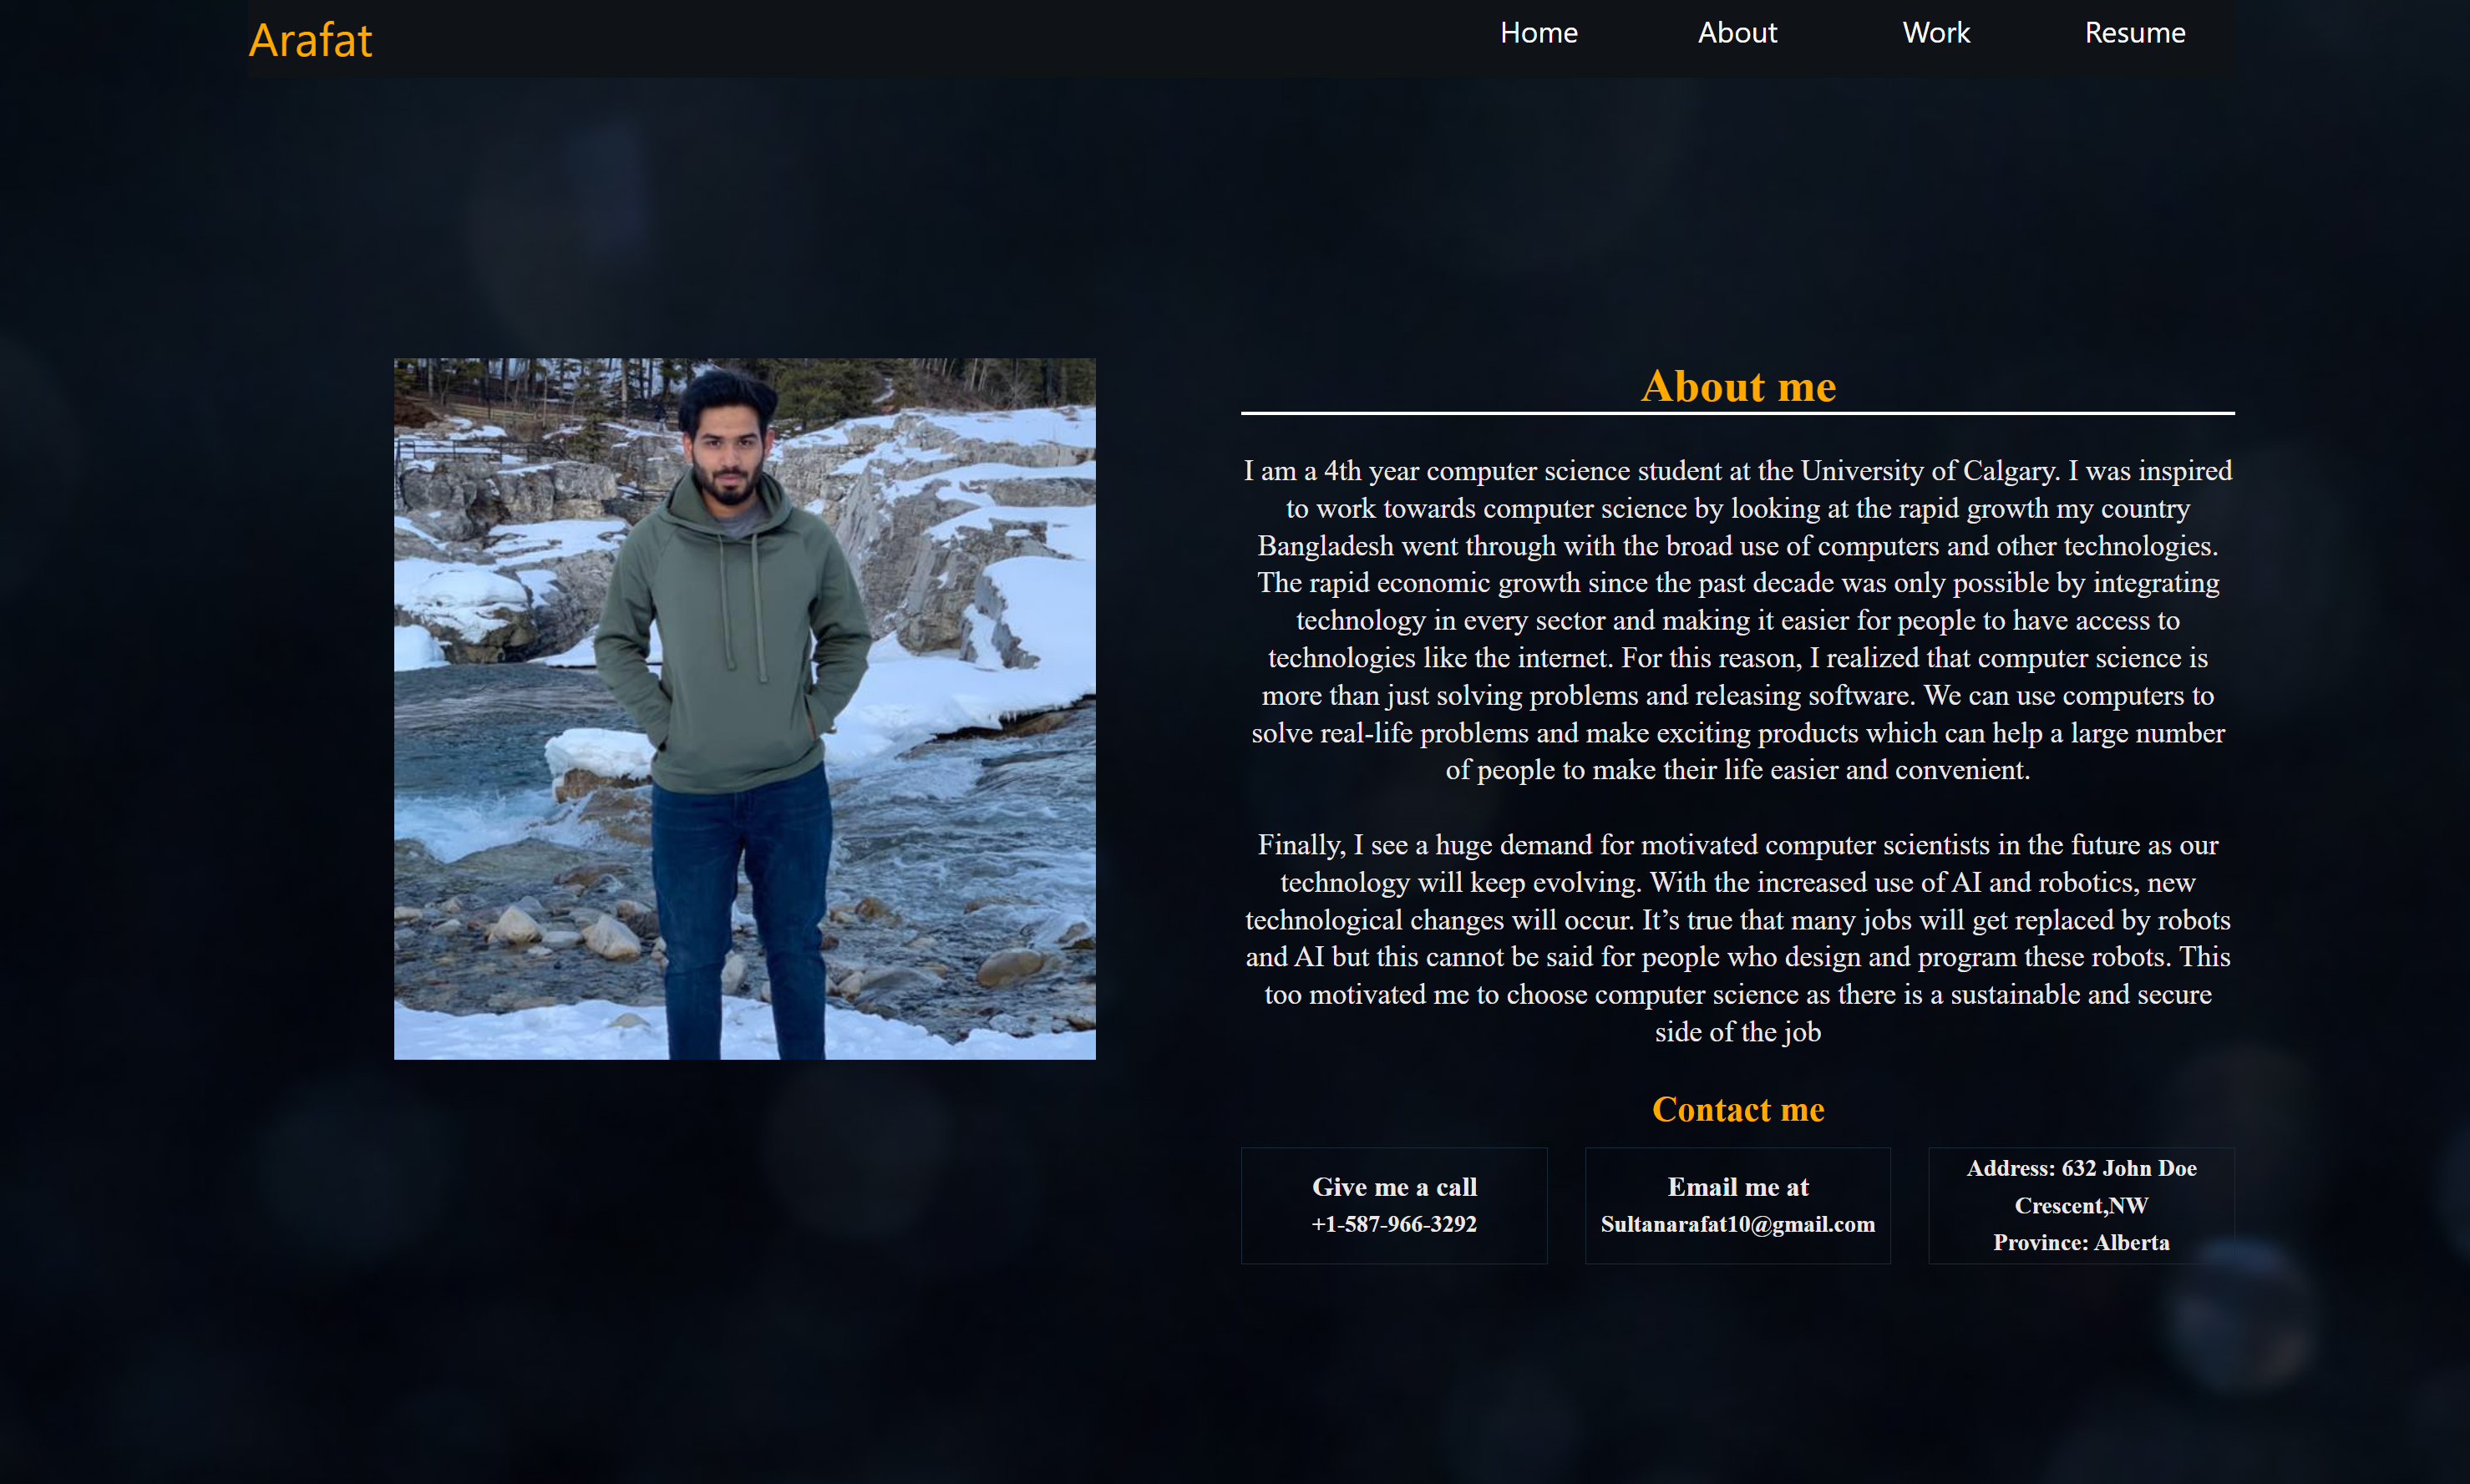 Arafat
Home About Work Resume
About me
I am a 4th year computer science student at the University of Calgary. I was inspired
to work towards computer science by looking at the rapid growth my country
Bangladesh went through with the broad use of computers and other technologies.
The rapid economic growth since the past decade was only possible by integrating
technology in every sector and making it easier for people to have access to
technologies like the internet. For this reason, I realized that computer science is
more than just solving problems and releasing software. We can use computers to
solve real-life problems and make exciting products which can help a large number
of people to make their life easier and convenient.
Finally, I see a huge demand for motivated computer scientists in the future as our
technology will keep evolving. With the increased use of AI and robotics, new
technological changes will occur. It’s true that many jobs will get replaced by robots
and AI but this cannot be said for people who design and program these robots. This
too motivated me to choose computer science as there is a sustainable and secure
side of the job
Contact me
Give me a call
+1-587-966-3292
Email me at
Sultanarafat10@gmail.com
Address: 632 John Doe
Crescent,NW
Province: Alberta